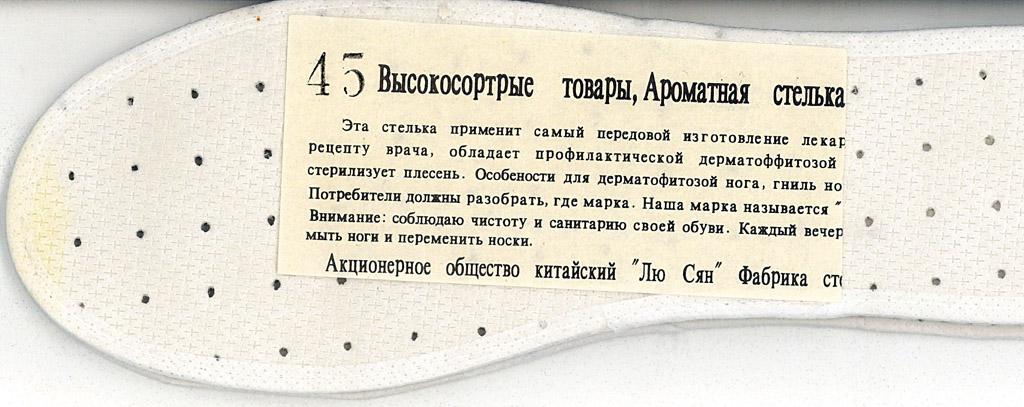 45 Высокосортрые товары, Ароматная стелька
Эта стелька применит самый передовой изготовление лекар
рецепту врача, обладает профилактической дерматоффитозой
стерилизует плесень. Особености для дерматофитозой нога, гниль но
Потребители должны разобрать, где марка. Наша марка называется "
Внимание: соблюдаю чистоту и санитарию своей обуви. Каждый вечер
мыть ноги и переменить носки.
Акционерное общество китайский "Лю Сян" Фабрика сте